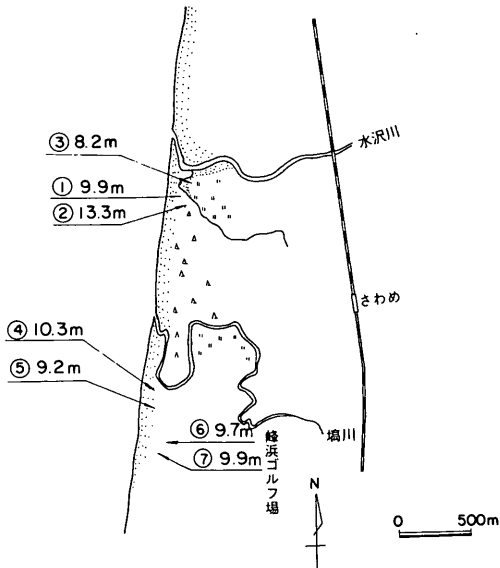 ③ 8.2m
水沢川
① 9.9m
② 13.3m
さわめ
④ 10.3m
⑤ 9.2m
⑥ 9.7m
⑦ 9.9m
峰浜ゴルフ場
塙川
N
0 500m